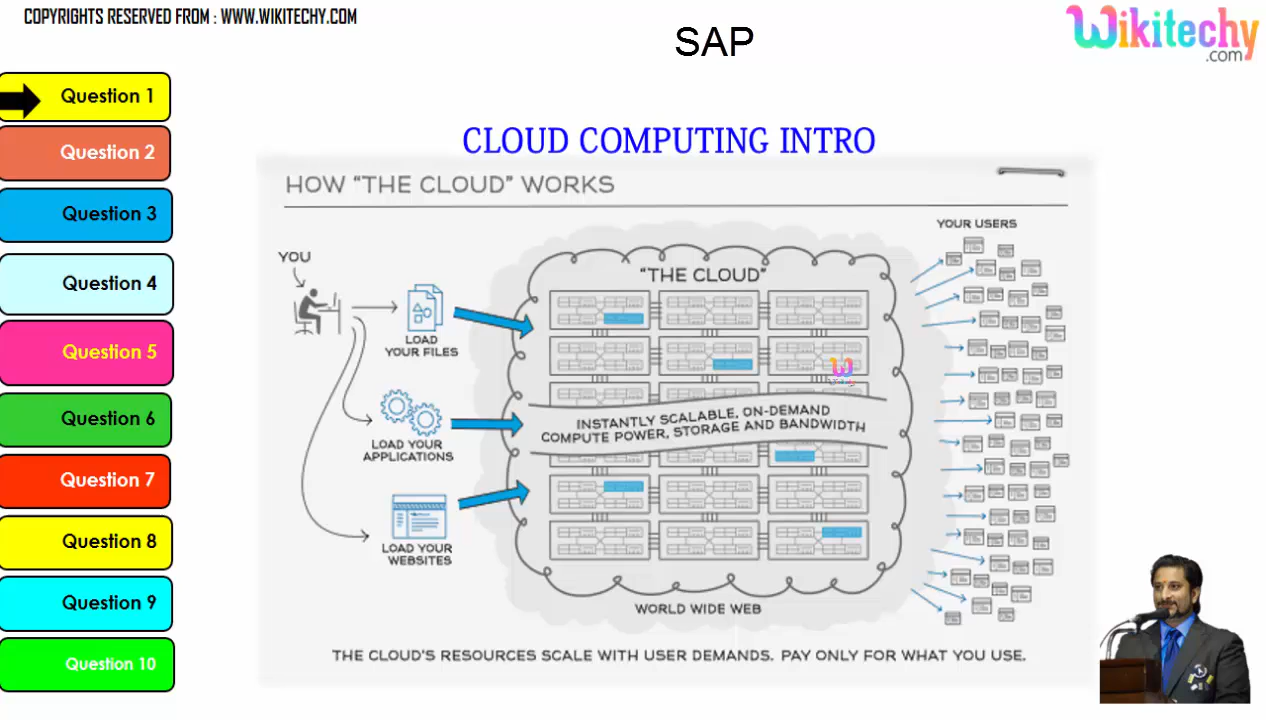 COPYRIGHTS RESERVED FROM : WWW.WIKITECHY.COM
SAP
Wikitechy
.com
Question 1
Question 2
Question 3
Question 4
Question 5
Question 6
Question 7
Question 8
Question 9
Question 10
CLOUD COMPUTING INTRO
HOW "THE CLOUD" WORKS
YOU
LOAD
YOUR FILES
LOAD YOUR
APPLICATIONS
LOAD YOUR
WEBSITES
"THE CLOUD"
INSTANTLY SCALABLE, ON-DEMAND
COMPUTE POWER, STORAGE AND BANDWIDTH
WORLD WIDE WEB
YOUR USERS
THE CLOUD'S RESOURCES SCALE WITH USER DEMANDS. PAY ONLY FOR WHAT YOU USE.